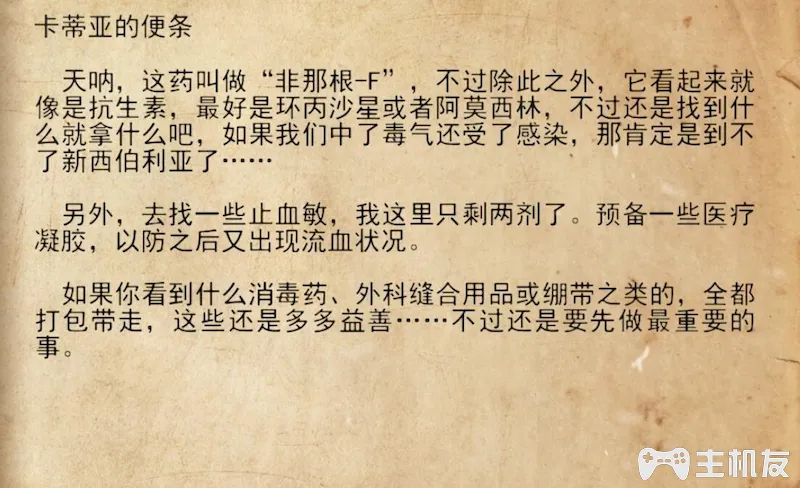 卡蒂亚的便条
天呐，这药叫做“非那根-F”，不过除此之外，它看起来就
像是抗生素，最好是环丙沙星或者阿莫西林，不过还是找到什
么就拿什么吧，如果我们中了毒气还受了感染，那肯定是到不
了新西伯利亚了……
另外，去找一些止血敏，我这里只剩两剂了。预备一些医疗
凝胶，以防之后又出现流血状况。
如果你看到什么消毒药、外科缝合用品或绷带之类的，全都
打包带走，这些还是多多益善……不过还是要先做最重要的
事。
主机友